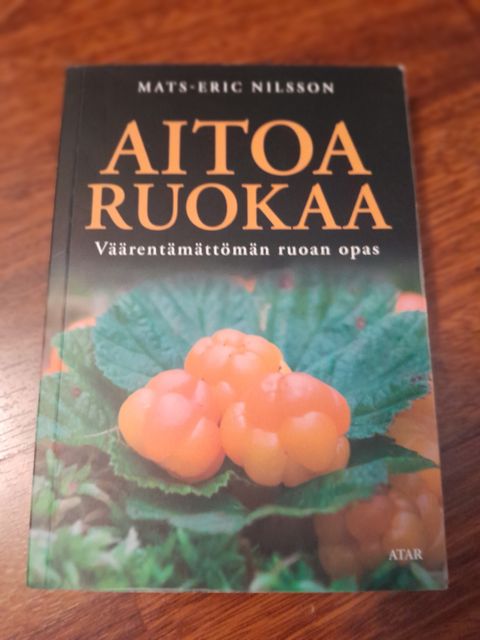 MATS-ERIC NILSSON
AITOA
RUOKAA
Väärentämättömän ruoan opas
ATAR